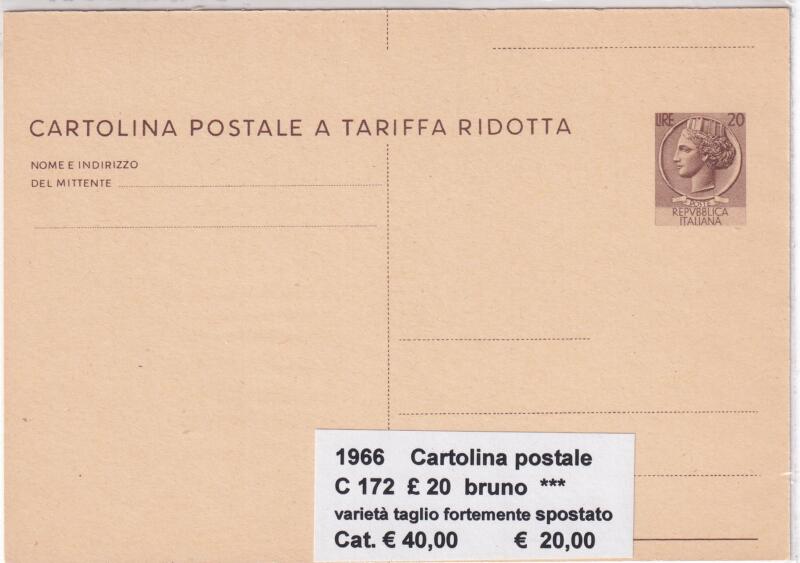 CARTOLINA POSTALE A TARIFFA RIDOTTA
LIRE 20
POSTE
REPVBBLICA
ITALIANA
NOME E INDIRIZZO
DEL MITTENTE
1966 Cartolina postale
C 172 £ 20 bruno ***
varietà taglio fortemente spostato
Cat. € 40,00 € 20,00